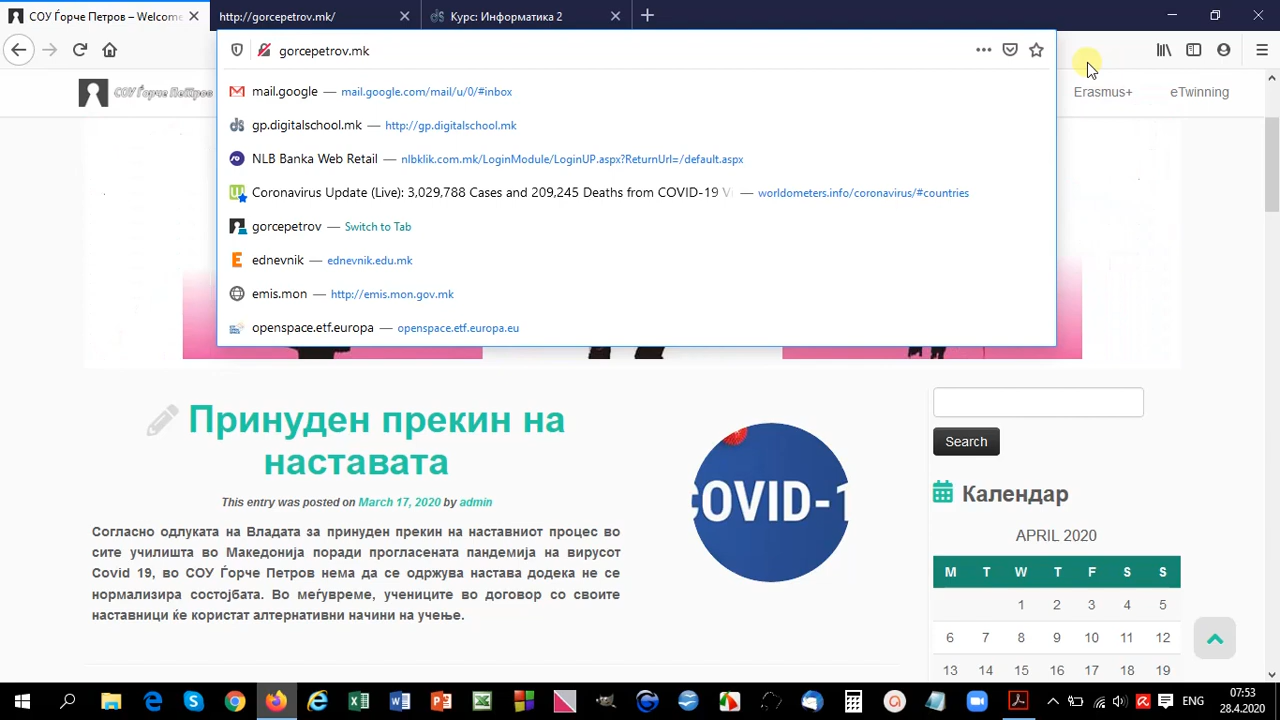 СОУ Ѓорче Петров – Welcome
http://gorcepetrov.mk/
Курс: Информатика 2
gorcepetrov.mk
СОУ Ѓорче Петров
Erasmus+
eTwinning
mail.google — mail.google.com/mail/u/0/#inbox
gp.digitalschool.mk — http://gp.digitalschool.mk
NLB Banka Web Retail — nlbklik.com.mk/LoginModule/LoginUP.aspx?ReturnUrl=/default.aspx
Coronavirus Update (Live): 3,029,788 Cases and 209,245 Deaths from COVID-19 Vi — worldometers.info/coronavirus/#countries
gorcepetrov — Switch to Tab
ednevnik — ednevnik.edu.mk
emis.mon — http://emis.mon.gov.mk
openspace.etf.europa — openspace.etf.europa.eu
Принуден прекин на
наставата
This entry was posted on March 17, 2020 by admin
Согласно одлуката на Владата за принуден прекин на наставниот процес во
сите училишта во Македонија поради прогласената пандемија на вирусот
Covid 19, во СОУ Ѓорче Петров нема да се одржува настава додека не се
нормализира состојбата. Во меѓувреме, учениците во договор со своите
наставници ќе користат алтернативни начини на учење.
COVID-1
Search
Календар
APRIL 2020
M T W T F S S
1 2 3 4 5
6 7 8 9 10 11 12
13 14 15 16 17 18 19
ENG
07:53
28.4.2020